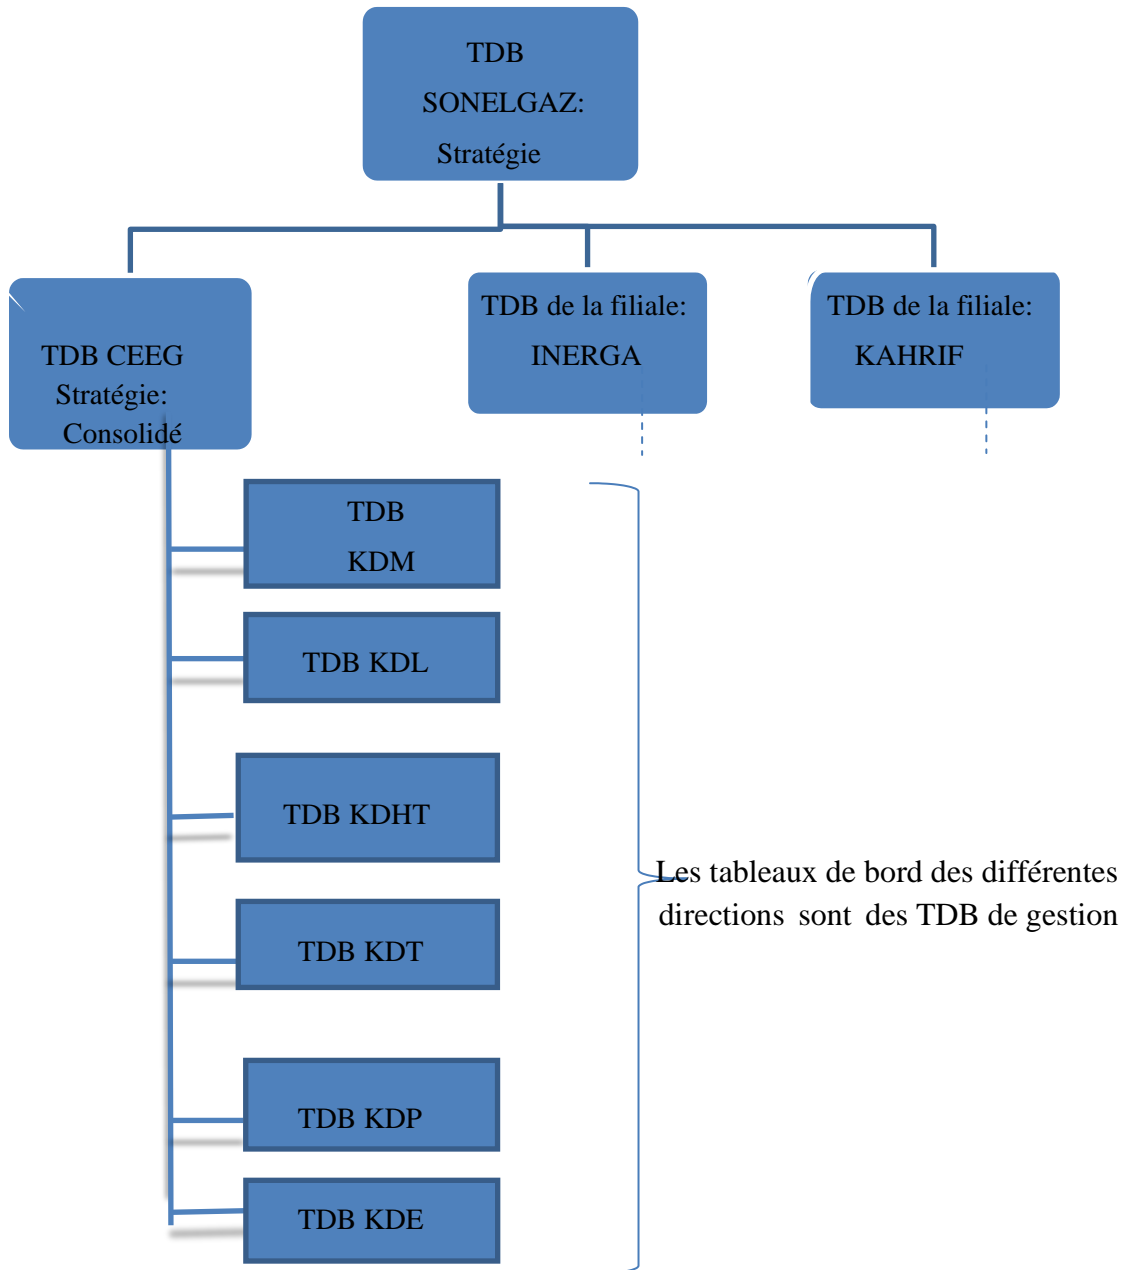 TDB
SONELGAZ:
Stratégie
TDB CEEG
Stratégie:
Consolidé
TDB de la filiale:
INERGA
TDB de la filiale:
KAHRIF
TDB
KDM
TDB KDL
TDB KDHT
TDB KDT
TDB KDP
TDB KDE
Les tableaux de bord des différentes
directions sont des TDB de gestion